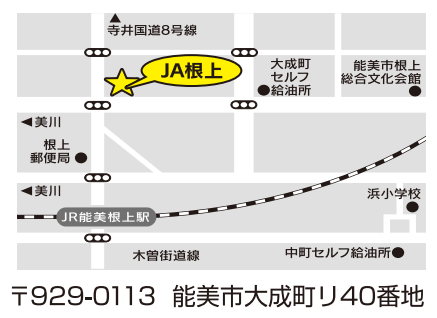 ▲
寺井国道8号線
JA根上
大成町
セルフ
●給油所
能美市根上
総合文化会館
◀美川
根上
郵便局
◀美川
JR能美根上駅
浜小学校
木曽街道線
中町セルフ給油所
〒929-0113 能美市大成町リ40番地